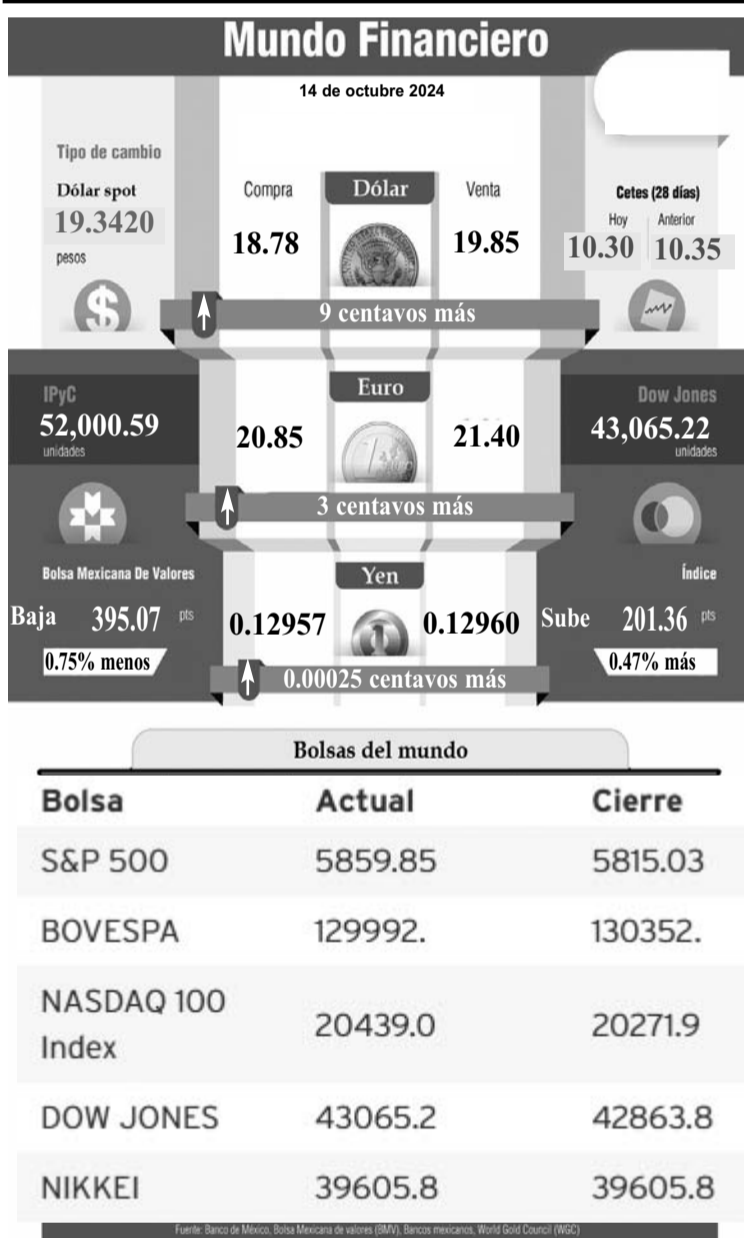 Mundo Financiero
14 de octubre 2024
Tipo de cambio
Dólar spot
19.3420
pesos
Compra
Dólar
Venta
18.78
19.85
9 centavos más
Cetes (28 días)
Hoy
Anterior
10.30
10.35
IPyC
52,000.59
unidades
Euro
20.85
21.40
3 centavos más
Dow Jones
43,065.22
unidades
Bolsa Mexicana De Valores
Baja 395.07 pts
0.75% menos
Yen
0.12957
0.12960
0.00025 centavos más
Índice
Sube 201.36 pts
0.47% más
Bolsas del mundo
Bolsa Actual Cierre
S&P 500 5859.85 5815.03
BOVESPA 129992. 130352.
NASDAQ 100
Index
20439.0 20271.9
DOW JONES 43065.2 42863.8
NIKKEI 39605.8 39605.8
Fuente: Banco de México, Bolsa Mexicana de valores (BMV), Bancos mexicanos, World Gold Council (WGC)